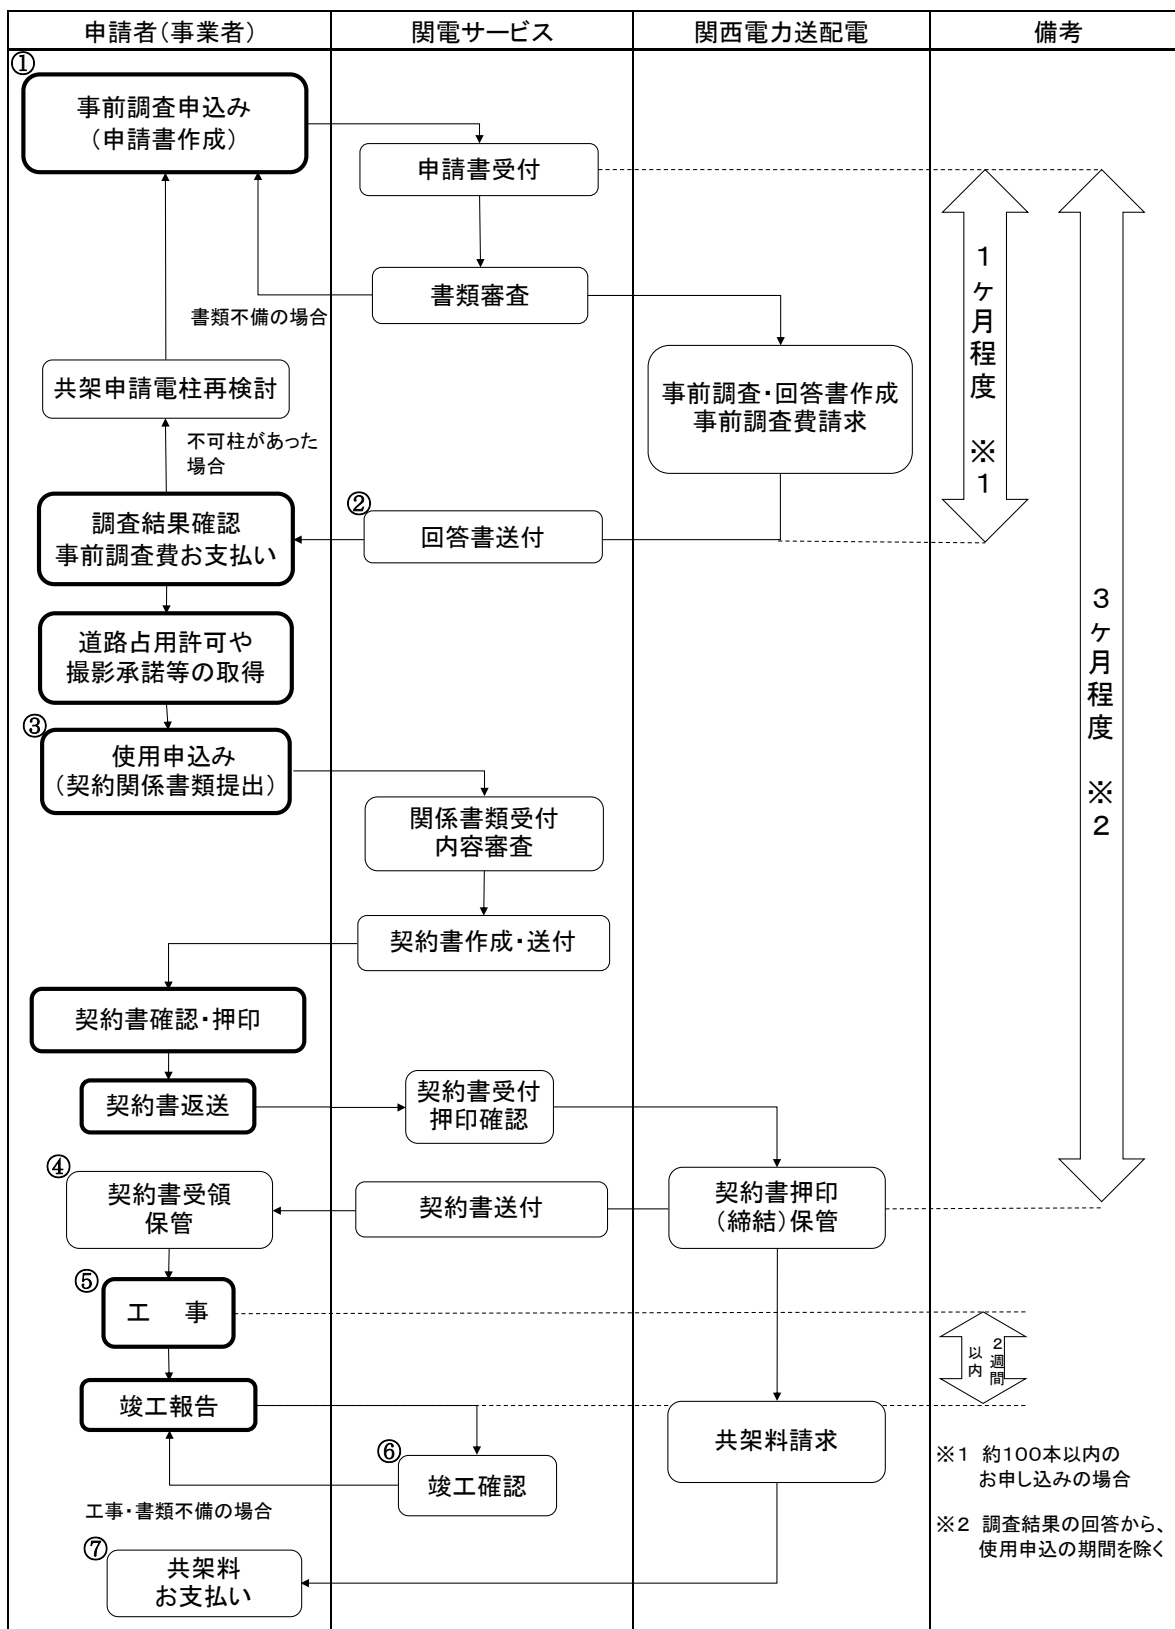 申請者（事業者）
関電サービス
関西電力送配電
備考
①
事前調査申込み
（申請書作成）
申請書受付
書類審査
書類不備の場合
共架申請電柱再検討
事前調査・回答書作成
事前調査費請求
１ヶ月程度　※１
不可柱があった
場合
②
調査結果確認
事前調査費お支払い
回答書送付
３ヶ月程度　※２
道路占用許可や
撮影承諾等の取得
③
使用申込み
（契約関係書類提出）
関係書類受付
内容審査
契約書作成・送付
契約書確認・押印
契約書返送
契約書受付
押印確認
④
契約書受領
保管
契約書送付
契約書押印
（締結）保管
⑤
工　事
２週間
以内
竣工報告
共架料請求
⑥
竣工確認
工事・書類不備の場合
※１ 約１００本以内の
お申し込みの場合
※２ 調査結果の回答から、
使用申込の期間を除く
⑦
共架料
お支払い